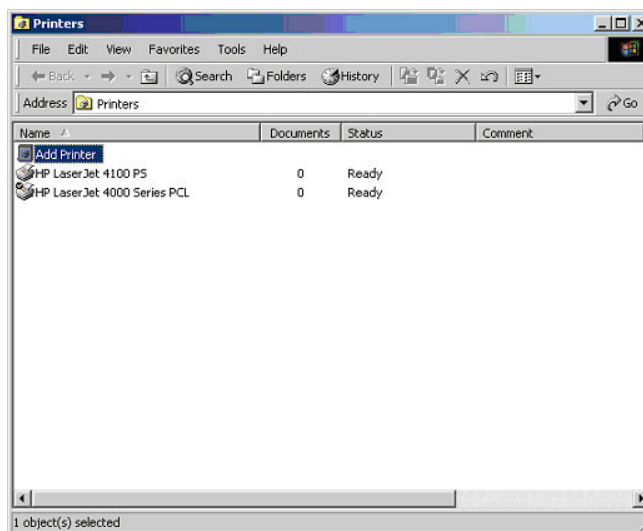 Printers
File Edit View Favorites Tools Help
Back Search Folders History
Address Printers Go
Name Documents Status Comment
Add Printer
HP LaserJet 4100 PS 0 Ready
HP LaserJet 4000 Series PCL 0 Ready
1 object(s) selected